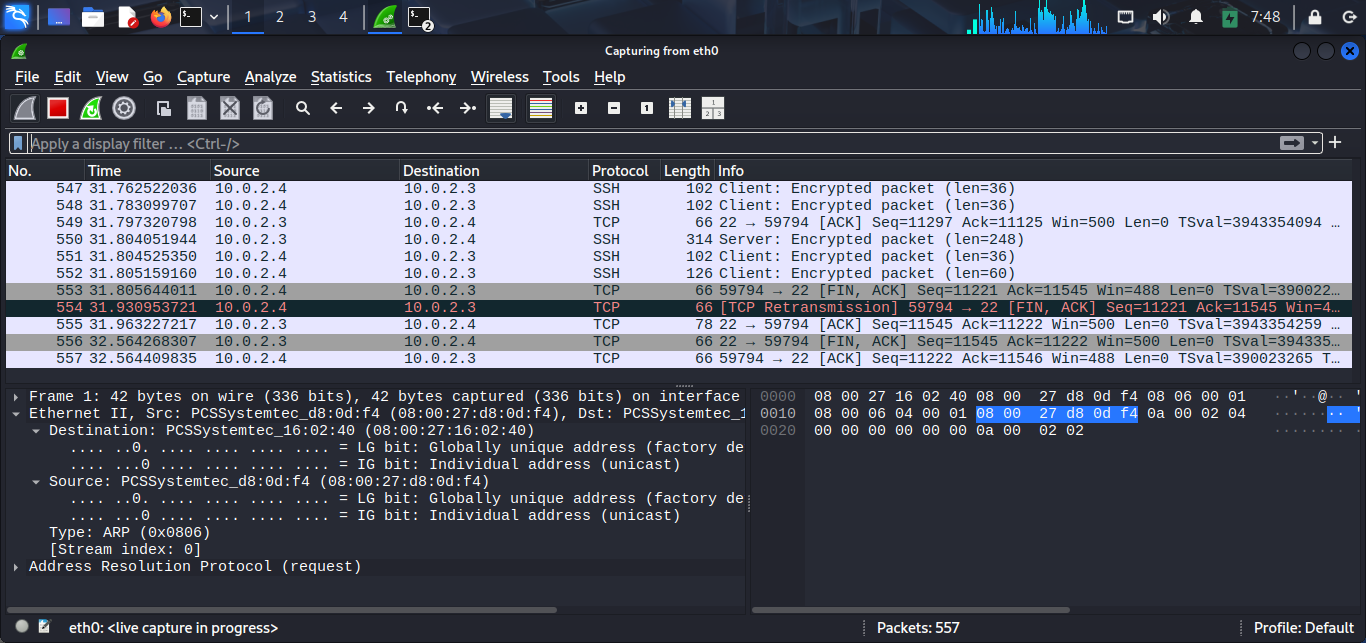 1 2 3 4 2 7:48
Capturing from eth0
File Edit View Go Capture Analyze Statistics Telephony Wireless Tools Help
Apply a display filter … <Ctrl-/>
No. Time Source Destination Protocol Length Info
547 31.762522036 10.0.2.4 10.0.2.3 SSH 102 Client: Encrypted packet (len=36)
548 31.783099707 10.0.2.4 10.0.2.3 SSH 102 Client: Encrypted packet (len=36)
549 31.797320798 10.0.2.3 10.0.2.4 TCP 66 22 → 59794 [ACK] Seq=11297 Ack=11125 Win=500 Len=0 TSval=3943354094 …
550 31.804051944 10.0.2.3 10.0.2.4 SSH 314 Server: Encrypted packet (len=248)
551 31.804525350 10.0.2.4 10.0.2.3 SSH 102 Client: Encrypted packet (len=36)
552 31.805159160 10.0.2.4 10.0.2.3 SSH 126 Client: Encrypted packet (len=60)
553 31.805644011 10.0.2.4 10.0.2.3 TCP 66 59794 → 22 [FIN, ACK] Seq=11221 Ack=11545 Win=488 Len=0 TSval=390022…
554 31.930953721 10.0.2.4 10.0.2.3 TCP 66 [TCP Retransmission] 59794 → 22 [FIN, ACK] Seq=11221 Ack=11545 Win=4…
555 31.963227217 10.0.2.3 10.0.2.4 TCP 78 22 → 59794 [ACK] Seq=11545 Ack=11222 Win=500 Len=0 TSval=3943354259 …
556 32.564268307 10.0.2.3 10.0.2.4 TCP 66 22 → 59794 [FIN, ACK] Seq=11545 Ack=11222 Win=500 Len=0 TSval=394335…
557 32.564409835 10.0.2.4 10.0.2.3 TCP 66 59794 → 22 [ACK] Seq=11222 Ack=11546 Win=488 Len=0 TSval=390023265 T…
Frame 1: 42 bytes on wire (336 bits), 42 bytes captured (336 bits) on interface
Ethernet II, Src: PCSSystemtec_d8:0d:f4 (08:00:27:d8:0d:f4), Dst: PCSSystemtec_1
Destination: PCSSystemtec_16:02:40 (08:00:27:16:02:40)
.... ..0. .... .... .... .... = LG bit: Globally unique address (factory de
.... ...0 .... .... .... .... = IG bit: Individual address (unicast)
Source: PCSSystemtec_d8:0d:f4 (08:00:27:d8:0d:f4)
.... ..0. .... .... .... .... = LG bit: Globally unique address (factory de
.... ...0 .... .... .... .... = IG bit: Individual address (unicast)
Type: ARP (0x0806)
[Stream index: 0]
Address Resolution Protocol (request)
0000 08 00 27 16 02 40 08 00 27 d8 0d f4 08 06 00 01 ··'··@·· '
0010 08 00 06 04 00 01 08 00 27 d8 0d f4 0a 00 02 04 ········ '
0020 00 00 00 00 00 00 0a 00 02 02 ········ ·
eth0: <live capture in progress> Packets: 557 Profile: Default